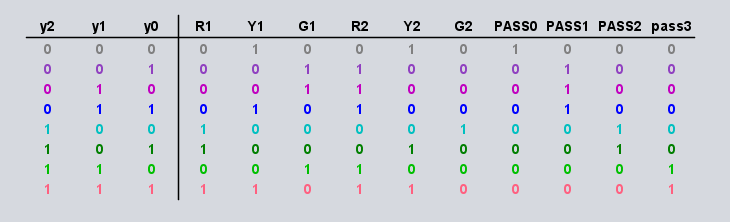 y2 y1 y0 R1 Y1 G1 R2 Y2 G2 PASS0 PASS1 PASS2 pass3
0 0 0 0 1 0 0 1 0 1 0 0 0
0 0 1 0 0 1 1 0 0 0 1 0 0
0 1 0 0 0 1 1 0 0 0 1 0 0
0 1 1 0 1 0 1 0 0 0 1 0 0
1 0 0 1 0 0 0 0 1 0 0 1 0
1 0 1 1 0 0 0 1 0 0 0 1 0
1 1 0 0 0 1 1 0 0 0 0 0 1
1 1 1 1 1 0 1 1 0 0 0 0 1